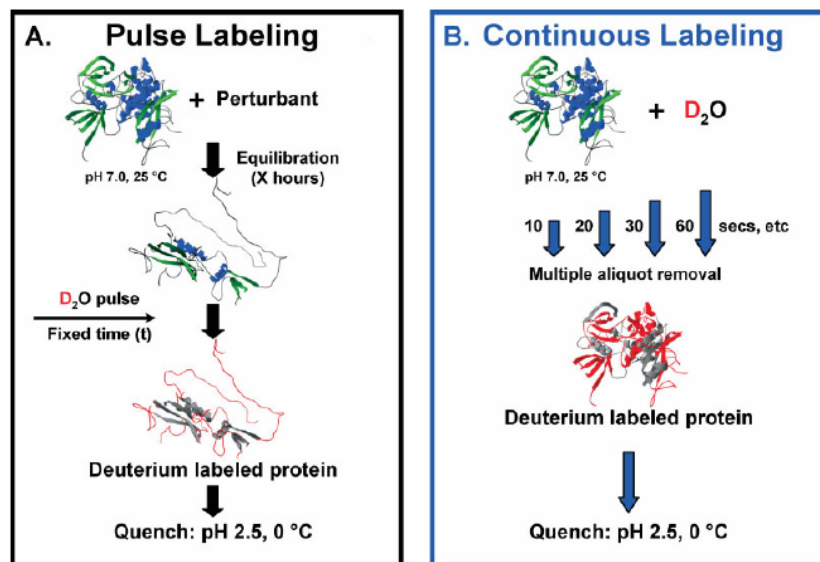 A. Pulse Labeling
+ Perturbant
pH 7.0, 25 °C
Equilibration
(X hours)
D₂O pulse
Fixed time (t)
Deuterium labeled protein
Quench: pH 2.5, 0 °C
B. Continuous Labeling
+ D₂O
pH 7.0, 25 °C
10 20 30 60 secs, etc
Multiple aliquot removal
Deuterium labeled protein
Quench: pH 2.5, 0 °C